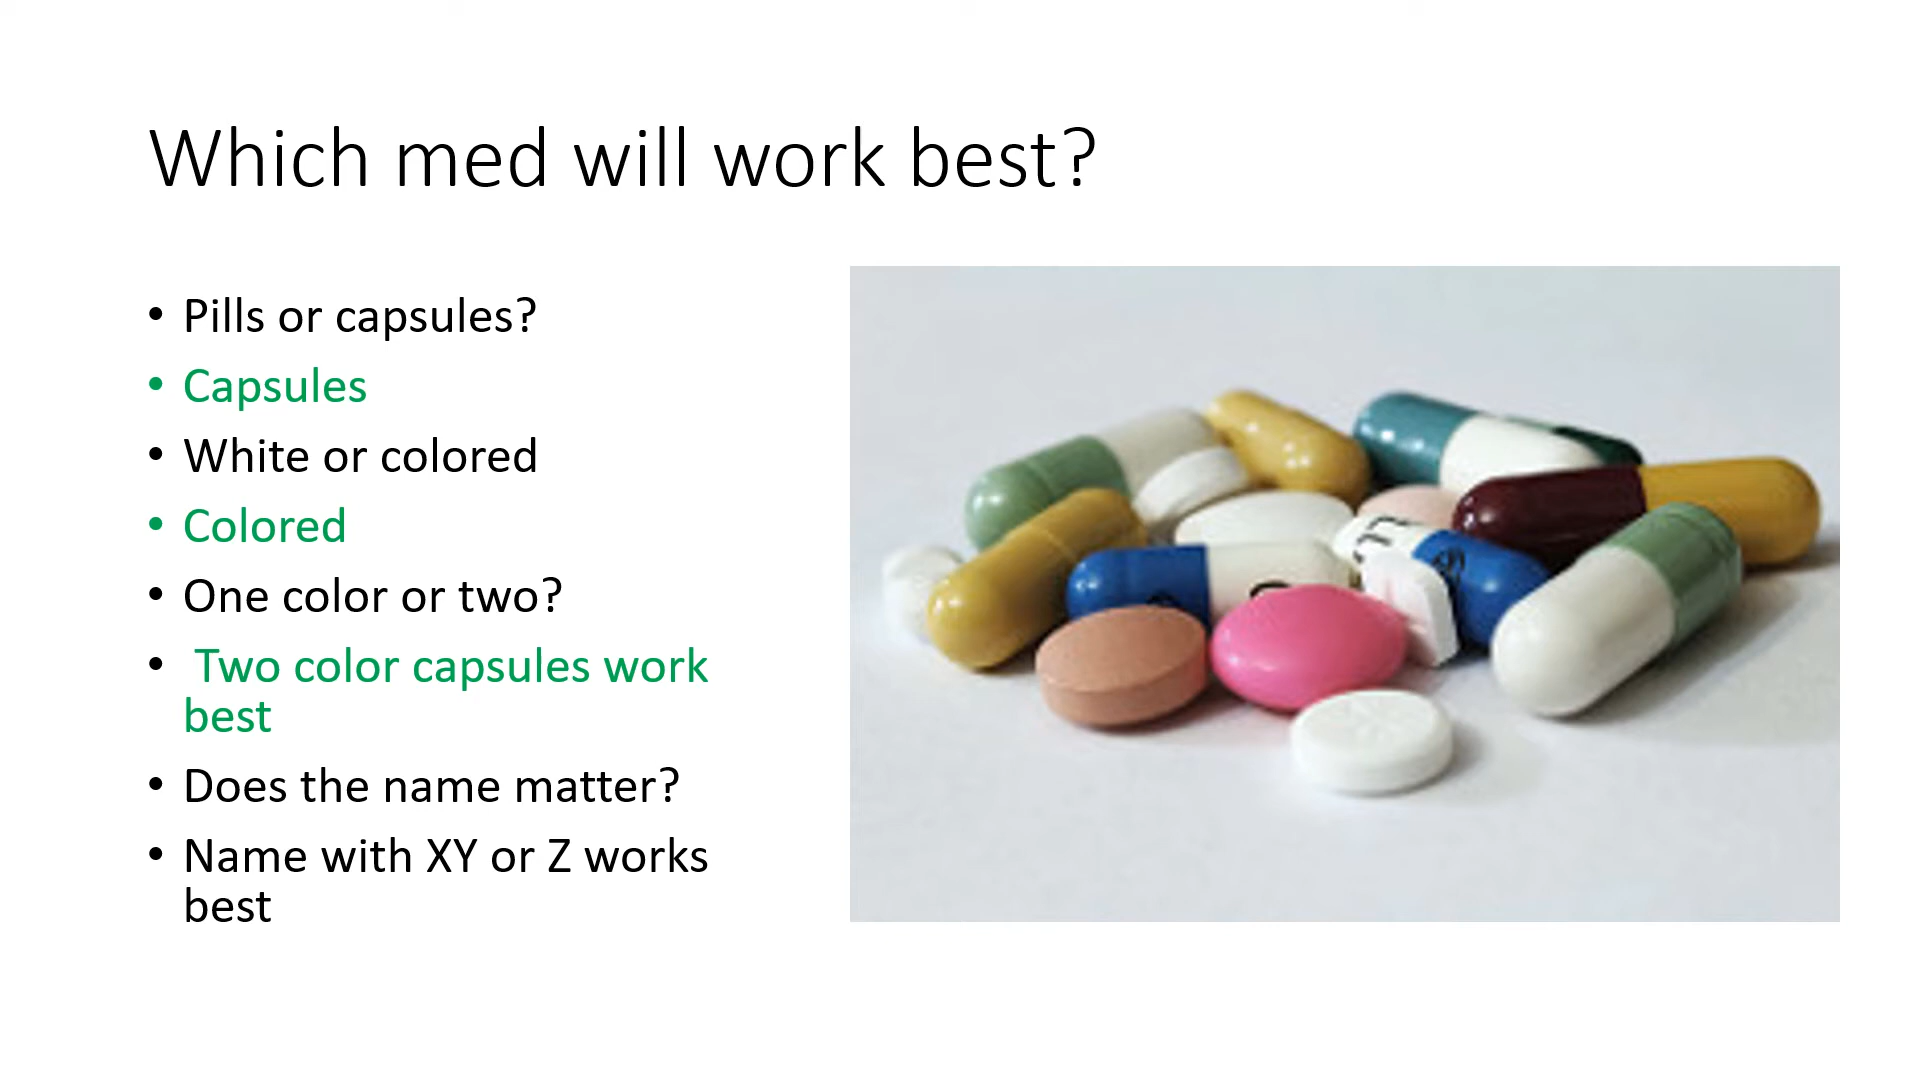 Which med will work best?
• Pills or capsules?
• Capsules
• White or colored
• Colored
• One color or two?
• Two color capsules work
best
• Does the name matter?
• Name with XY or Z works
best